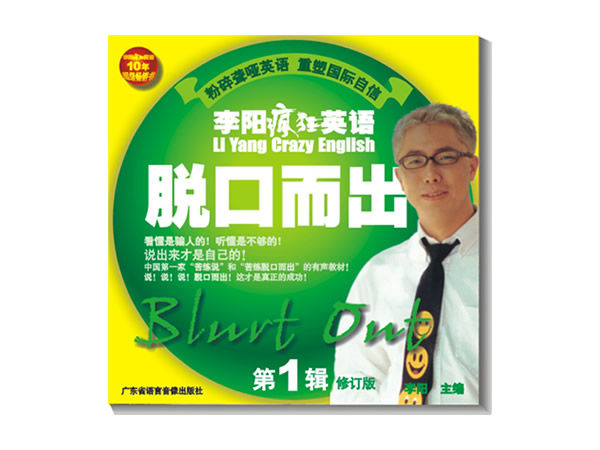 10年
粉碎聋哑英语 重塑国际自信
李阳疯狂英语
LI Yang Crazy English
脱口而出
看懂是骗人的！听懂是不够的！
说出来才是自己的！
中国第一家“苦练说”和“苦练脱口而出”的有声教材！
说！说！说！脱口而出！这才是真正的成功！
Blurt Out
第1辑 修订版
广东省语言音像出版社
李阳 主编